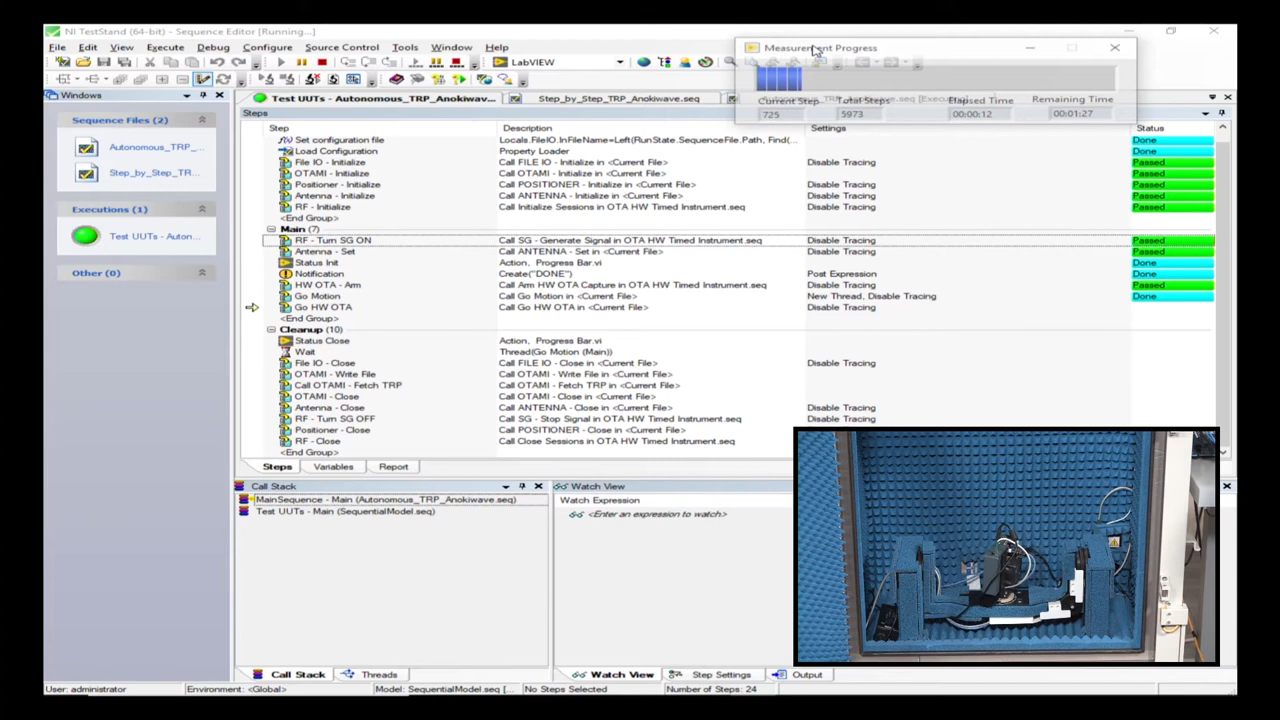 NI TestStand (64-bit) - Sequence Editor [Running...]
File Edit View Execute Debug Configure Source Control Tools Window Help
Measurement Progress
LabVIEW
Current Step Total Steps Elapsed Time Remaining Time
725 5973 00:00:12 00:01:27
Windows
Sequence Files (2)
Autonomous_TRP_...
Step_by_Step_TR...
Executions (1)
Test UUTs - Auton...
Other (0)
Test UUTs - Autonomous_TRP_Anokiwav... Step_by_Step_TRP_Anokiwave.seq
Steps
Step Description Settings Status
Set configuration file Locals.FileIO.InFileName=Left(RunState.SequenceFile.Path, Find(... Done
Load Configuration Property Loader Done
File IO - Initialize Call FILE IO - Initialize in <Current File> Disable Tracing Passed
OTAMI - Initialize Call OTAMI - Initialize in <Current File> Passed
Positioner - Initialize Call POSITIONER - Initialize in <Current File> Disable Tracing Passed
Antenna - Initialize Call ANTENNA - Initialize in <Current File> Disable Tracing Passed
RF - Initialize Call Initialize Sessions in OTA HW Timed Instrument.seq Disable Tracing Passed
<End Group>
Main (7)
RF - Turn SG ON Call SG - Generate Signal in OTA HW Timed Instrument.seq Disable Tracing Passed
Antenna - Set Call ANTENNA - Set in <Current File> Disable Tracing Passed
Status Init Action, Progress Bar.vi Done
Notification Create("DONE") Post Expression Done
HW OTA - Arm Call Arm HW OTA Capture in OTA HW Timed Instrument.seq Disable Tracing Passed
Go Motion Call Go Motion in <Current File> New Thread, Disable Tracing Done
Go HW OTA Call Go HW OTA in <Current File> Disable Tracing
<End Group>
Cleanup (10)
Status Close Action, Progress Bar.vi
Wait Thread(Go Motion (Main))
File IO - Close Call FILE IO - Close in <Current File> Disable Tracing
OTAMI - Write File Call OTAMI - Write File in <Current File>
Call OTAMI - Fetch TRP Call OTAMI - Fetch TRP in <Current File>
OTAMI - Close Call OTAMI - Close in <Current File>
Antenna - Close Call ANTENNA - Close in <Current File> Disable Tracing
RF - Turn SG OFF Call SG - Stop Signal in OTA HW Timed Instrument.seq Disable Tracing
Positioner - Close Call POSITIONER - Close in <Current File> Disable Tracing
RF - Close Call Close Sessions in OTA HW Timed Instrument.seq
<End Group>
Steps Variables Report
Call Stack
MainSequence - Main (Autonomous_TRP_Anokiwave.seq)
Test UUTs - Main (SequentialModel.seq)
Watch View
Watch Expression
<Enter an expression to watch>
Call Stack Threads Watch View Step Settings Output
User: administrator Environment: <Global> Model: SequentialModel.seq [... No Steps Selected Number of Steps: 24